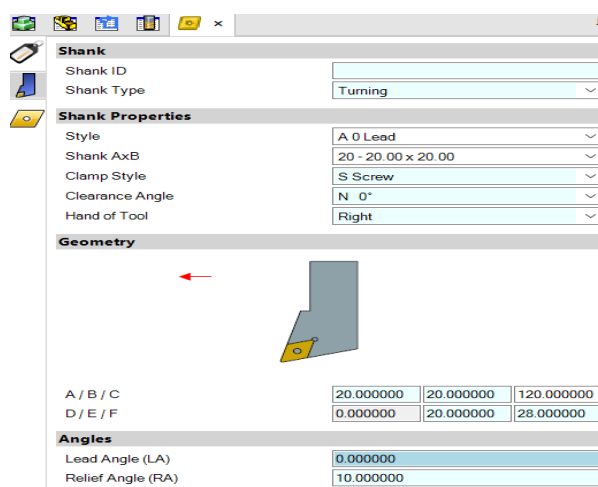 Shank
Shank ID
Shank Type Turning
Shank Properties
Style A 0 Lead
Shank AxB 20 - 20.00 x 20.00
Clamp Style S Screw
Clearance Angle N 0°
Hand of Tool Right
Geometry
A / B / C 20.000000 20.000000 120.000000
D / E / F 0.000000 20.000000 28.000000
Angles
Lead Angle (LA) 0.000000
Relief Angle (RA) 10.000000